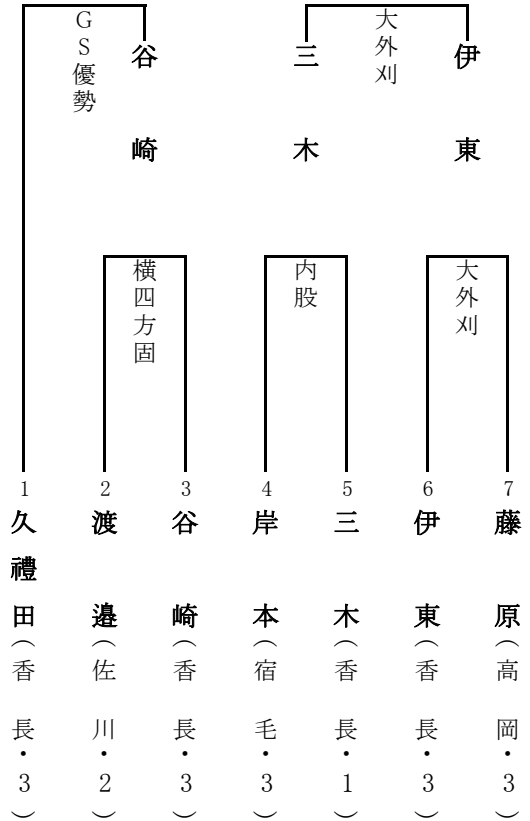 GS優勢
大外刈
谷崎
三木
伊東
横四方固
内股
大外刈
1 久禮田（香長・3）
2 渡邉（佐川・2）
3 谷崎（香長・3）
4 岸本（宿毛・3）
5 三木（香長・1）
6 伊東（香長・3）
7 藤原（高岡・3）